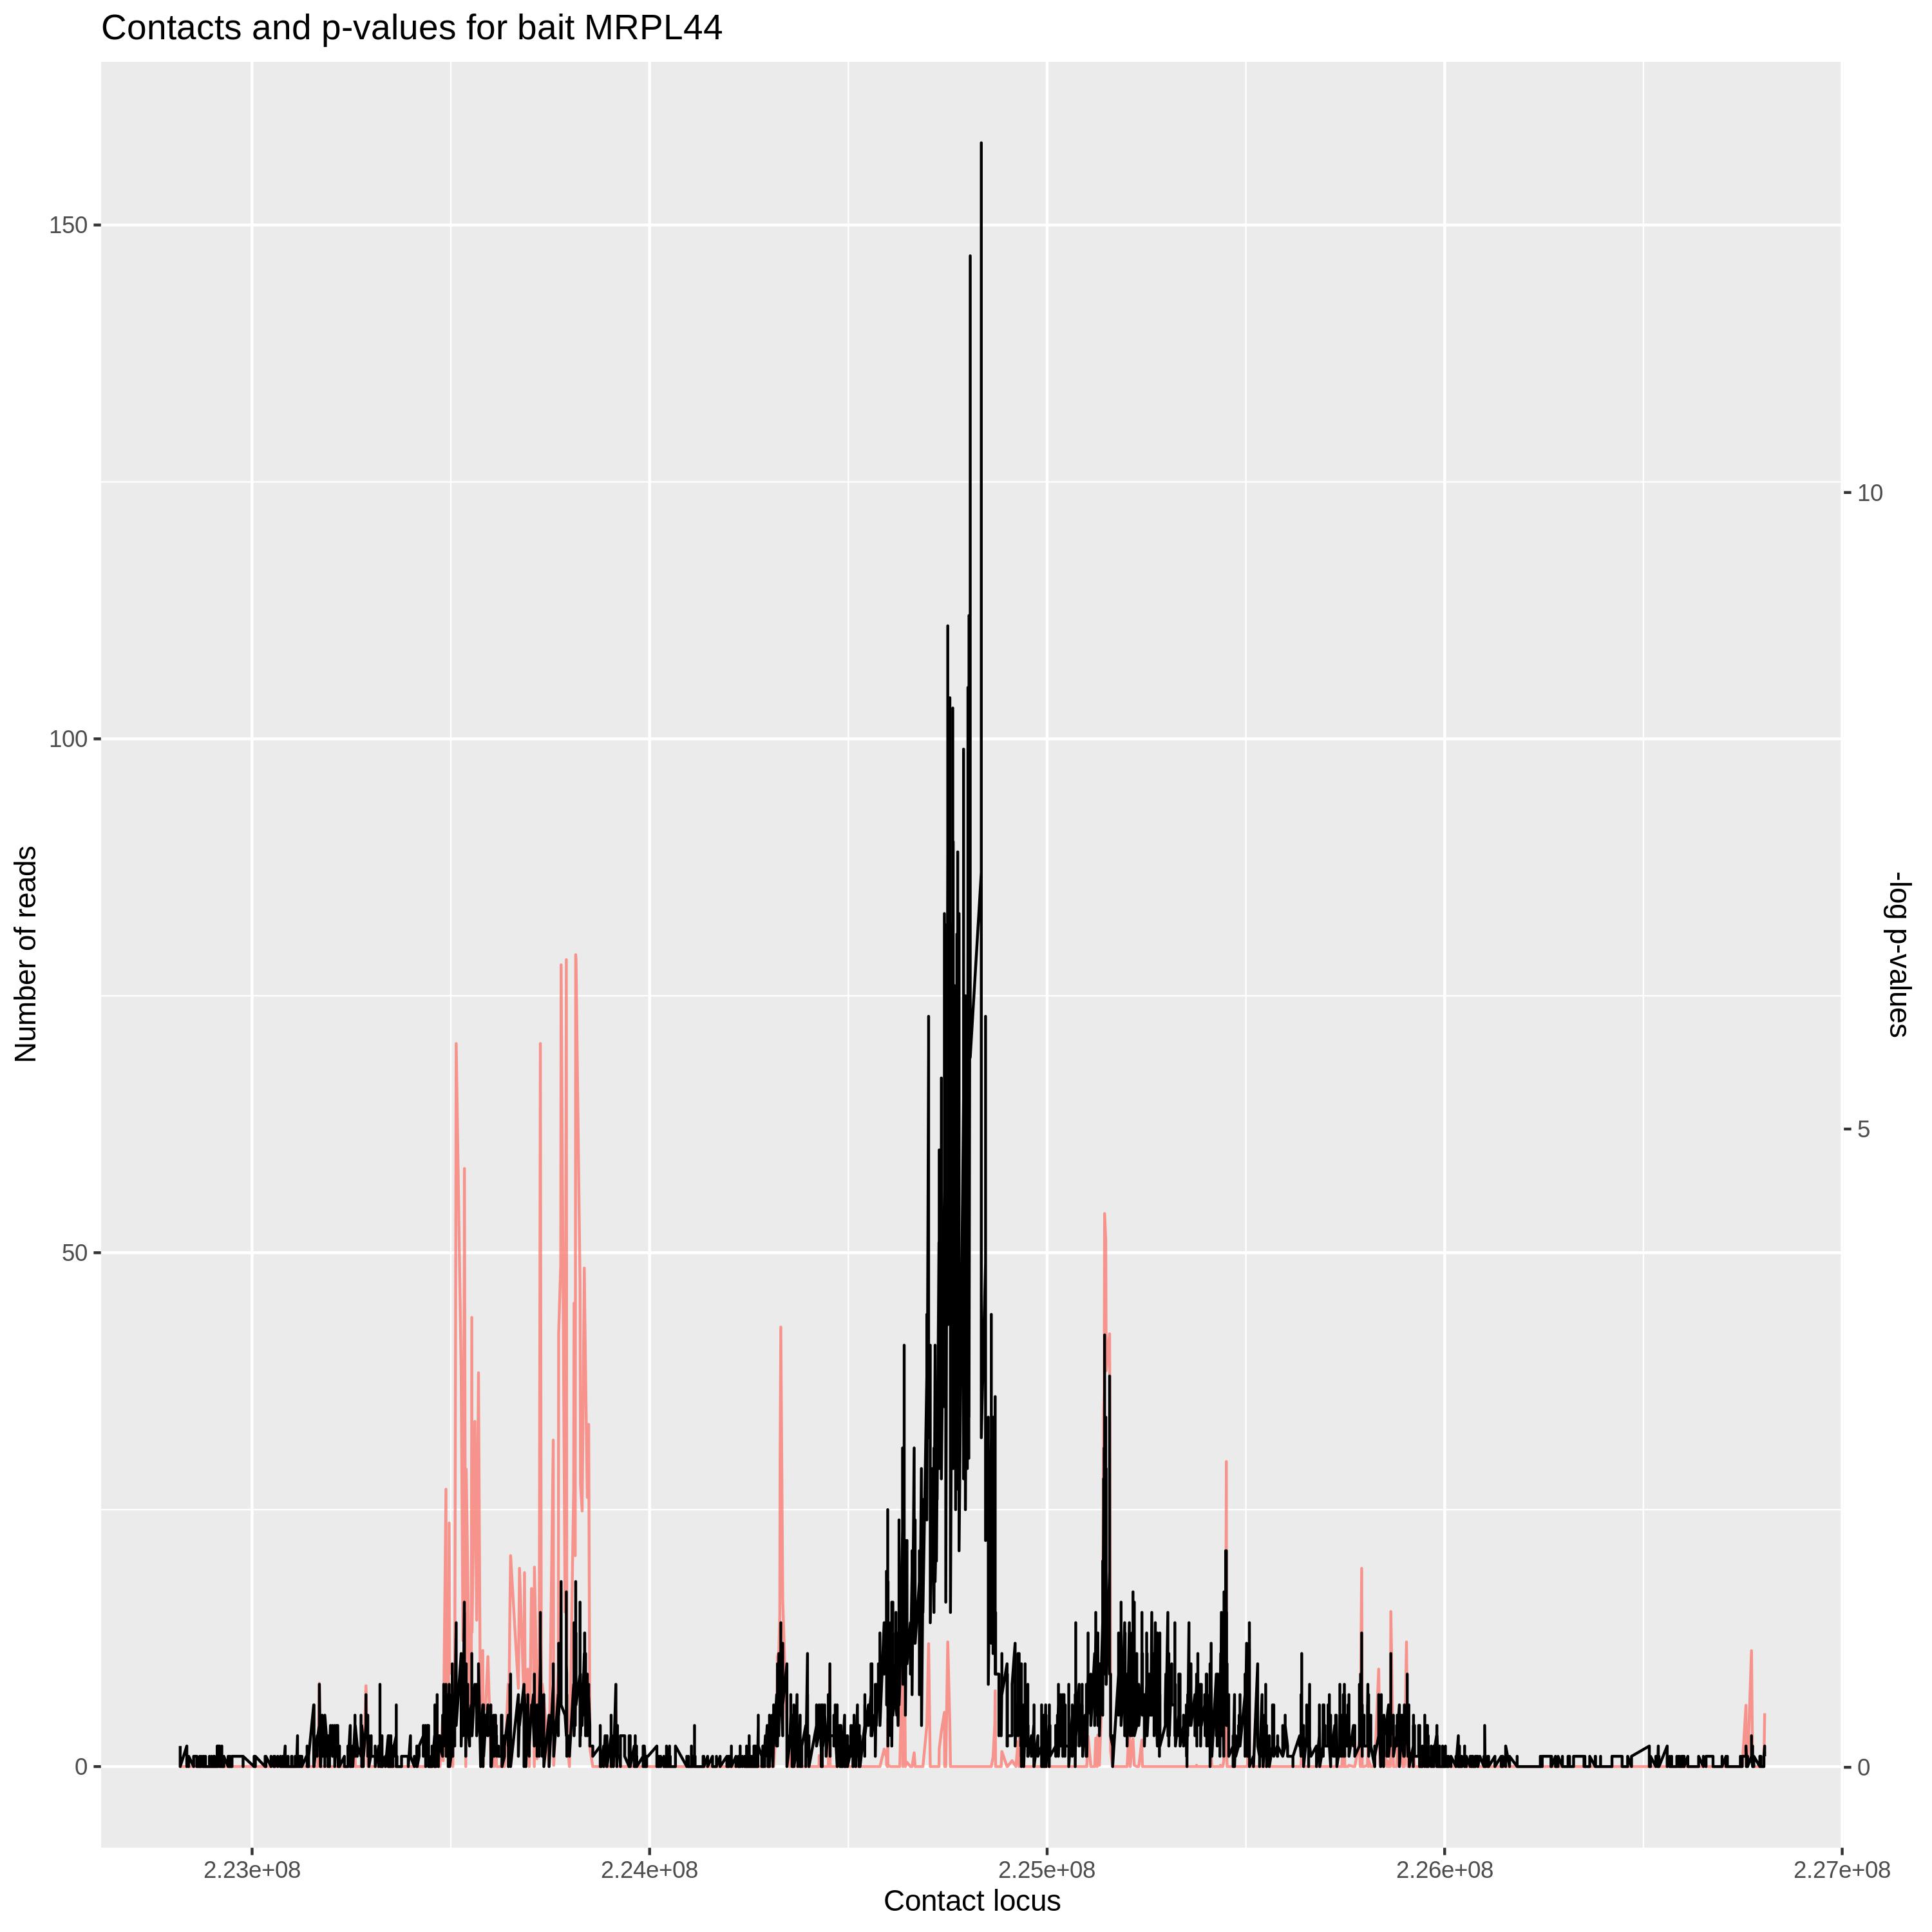 Contacts and p-values for bait MRPL44
150
100
50
0
Number of reads
10
5
0
-log p-values
2.23e+08
2.24e+08
2.25e+08
2.26e+08
2.27e+08
Contact locus